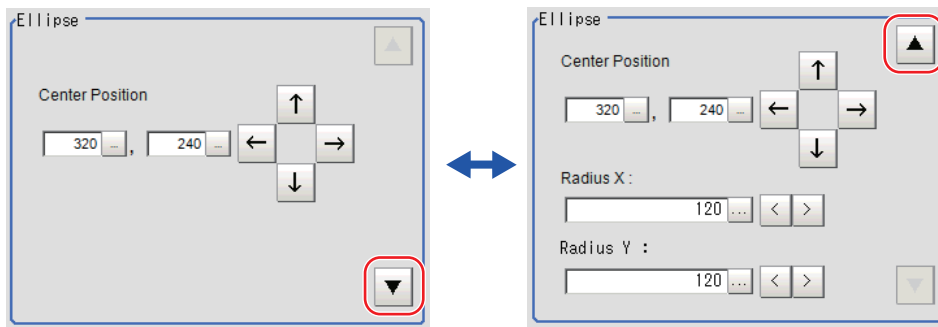 Ellipse
Center Position
320 ... , 240 ...
Ellipse
Center Position
320 ... , 240 ...
Radius X :
120 ... < >
Radius Y :
120 ... < >